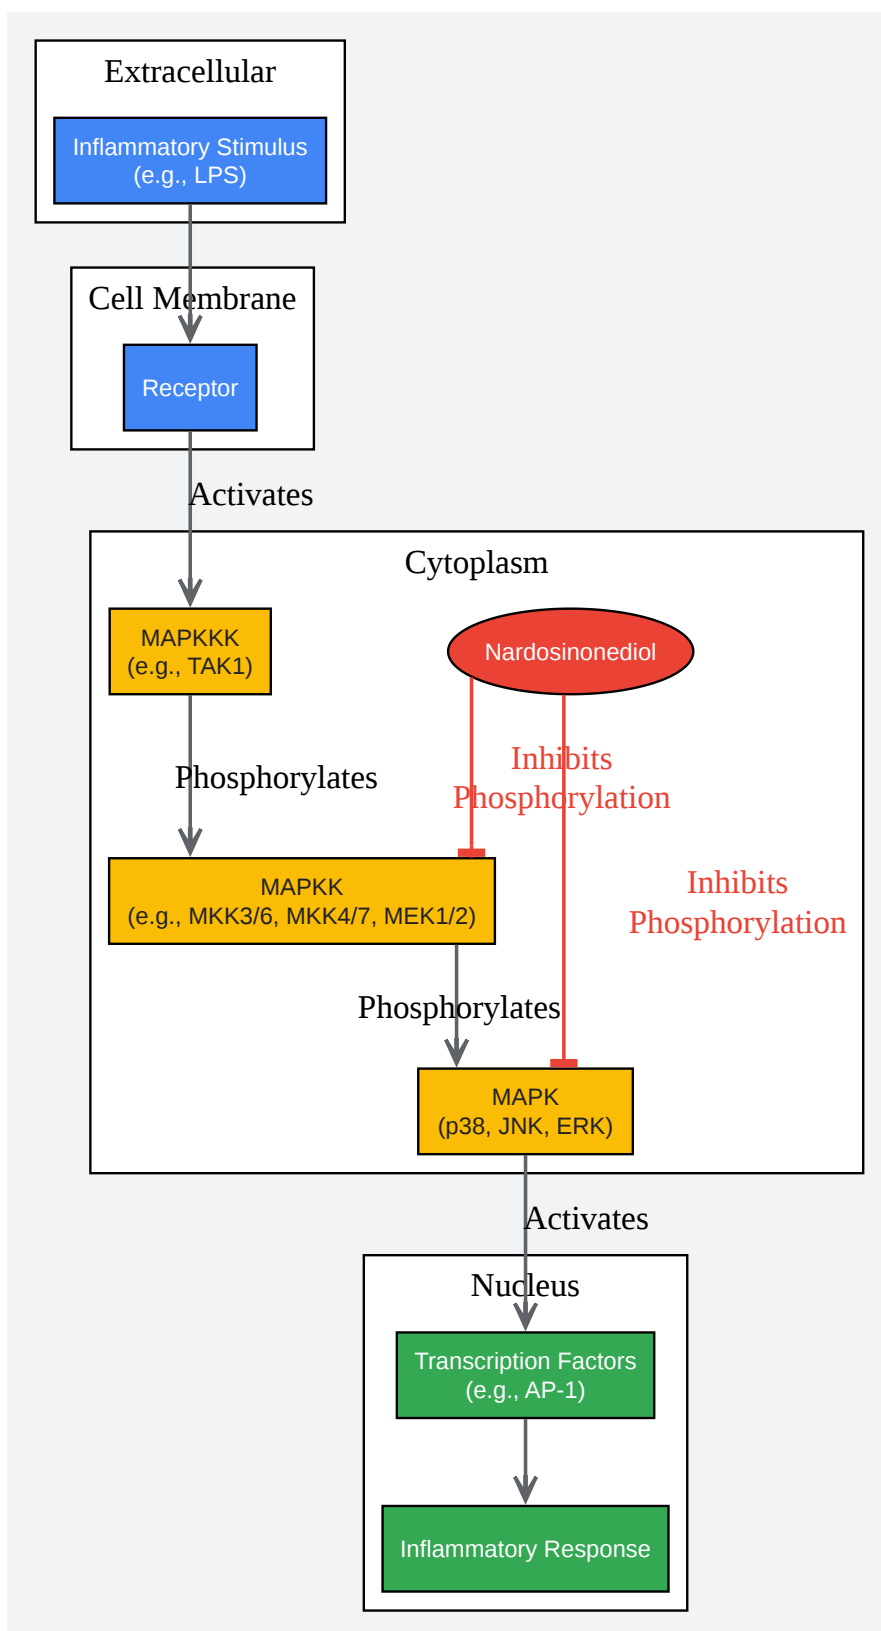 Extracellular
Inflammatory Stimulus
(e.g., LPS)
Cell Membrane
Receptor
Activates
Cytoplasm
MAPKKK
(e.g., TAK1)
Nardosinonediol
Phosphorylates
Inhibits
Phosphorylation
MAPKK
(e.g., MKK3/6, MKK4/7, MEK1/2)
Inhibits
Phosphorylation
Phosphorylates
MAPK
(p38, JNK, ERK)
Activates
Nucleus
Transcription Factors
(e.g., AP-1)
Inflammatory Response